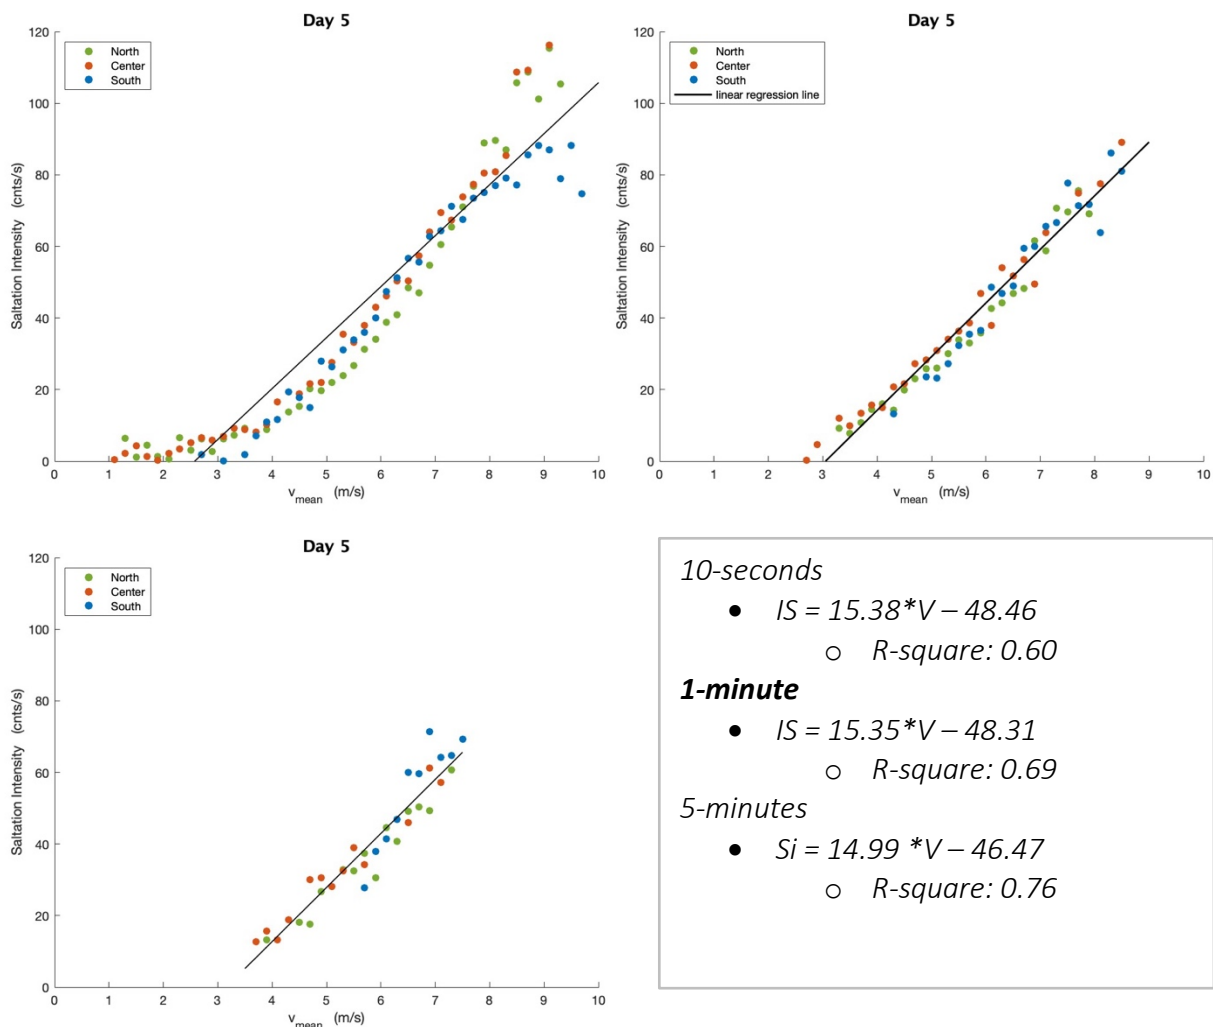 Day 5
120
100
80
60
40
20
0
Saltation Intensity (cnts/s)
North
Center
South
0 1 2 3 4 5 6 7 8 9 10
v_mean (m/s)
Day 5
120
100
80
60
40
20
0
Saltation Intensity (cnts/s)
North
Center
South
linear regression line
0 1 2 3 4 5 6 7 8 9 10
v_mean (m/s)
Day 5
120
100
80
60
40
20
0
Saltation Intensity (cnts/s)
North
Center
South
0 1 2 3 4 5 6 7 8 9 10
v_mean (m/s)
10-seconds
• IS = 15.38*V – 48.46
o R-square: 0.60
1-minute
• IS = 15.35*V – 48.31
o R-square: 0.69
5-minutes
• Si = 14.99 *V – 46.47
o R-square: 0.76